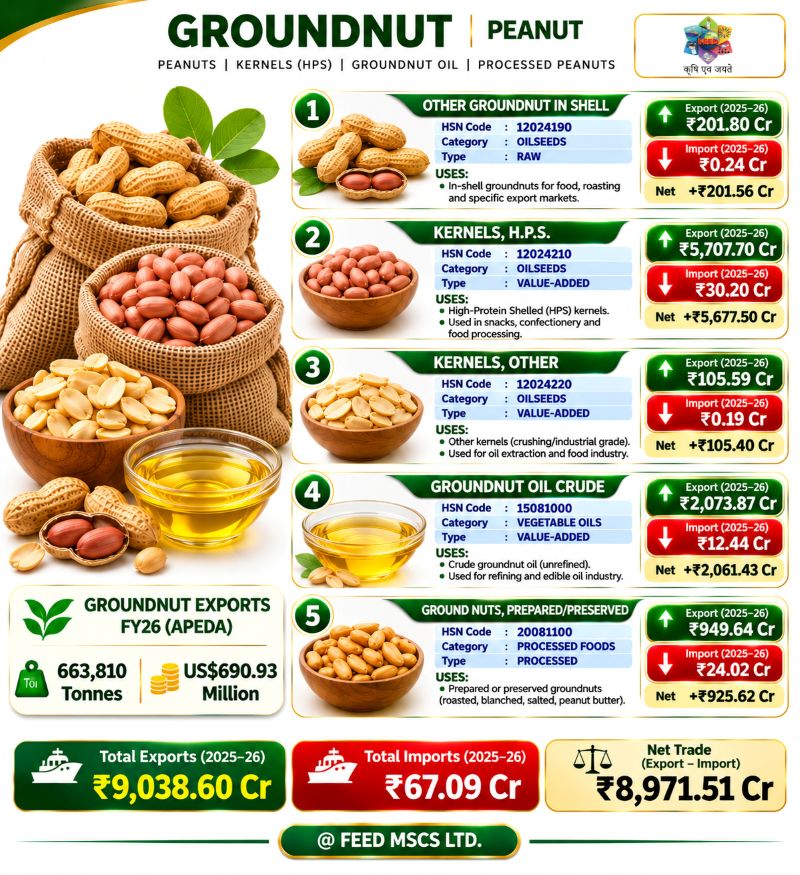 GROUNDNUT | PEANUT
PEANUTS | KERNELS (HPS) | GROUNDNUT OIL | PROCESSED PEANUTS
FEED
कृषि एव जयते
1
OTHER GROUNDNUT IN SHELL
HSN Code : 12024190
Category : OILSEEDS
Type : RAW
USES:
• In-shell groundnuts for food, roasting
and specific export markets.
Export (2025-26)
₹201.80 Cr
Import (2025-26)
₹0.24 Cr
Net +₹201.56 Cr
2
KERNELS, H.P.S.
HSN Code : 12024210
Category : OILSEEDS
Type : VALUE-ADDED
USES:
• High-Protein Shelled (HPS) kernels.
• Used in snacks, confectionery and
food processing.
Export (2025-26)
₹5,707.70 Cr
Import (2025-26)
₹30.20 Cr
Net +₹5,677.50 Cr
3
KERNELS, OTHER
HSN Code : 12024220
Category : OILSEEDS
Type : VALUE-ADDED
USES:
• Other kernels (crushing/industrial grade).
• Used for oil extraction and food industry.
Export (2025-26)
₹105.59 Cr
Import (2025-26)
₹0.19 Cr
Net +₹105.40 Cr
4
GROUNDNUT OIL CRUDE
HSN Code : 15081000
Category : VEGETABLE OILS
Type : VALUE-ADDED
USES:
• Crude groundnut oil (unrefined).
• Used for refining and edible oil industry.
Export (2025-26)
₹2,073.87 Cr
Import (2025-26)
₹12.44 Cr
Net +₹2,061.43 Cr
5
GROUND NUTS, PREPARED/PRESERVED
HSN Code : 20081100
Category : PROCESSED FOODS
Type : PROCESSED
USES:
• Prepared or preserved groundnuts
(roasted, blanched, salted, peanut butter).
Export (2025-26)
₹949.64 Cr
Import (2025-26)
₹24.02 Cr
Net +₹925.62 Cr
GROUNDNUT EXPORTS
FY26 (APEDA)
663,810
Tonnes
US$690.93
Million
Total Exports (2025-26)
₹9,038.60 Cr
Total Imports (2025-26)
₹67.09 Cr
Net Trade
(Export – Import)
₹8,971.51 Cr
@ FEED MSCS LTD.